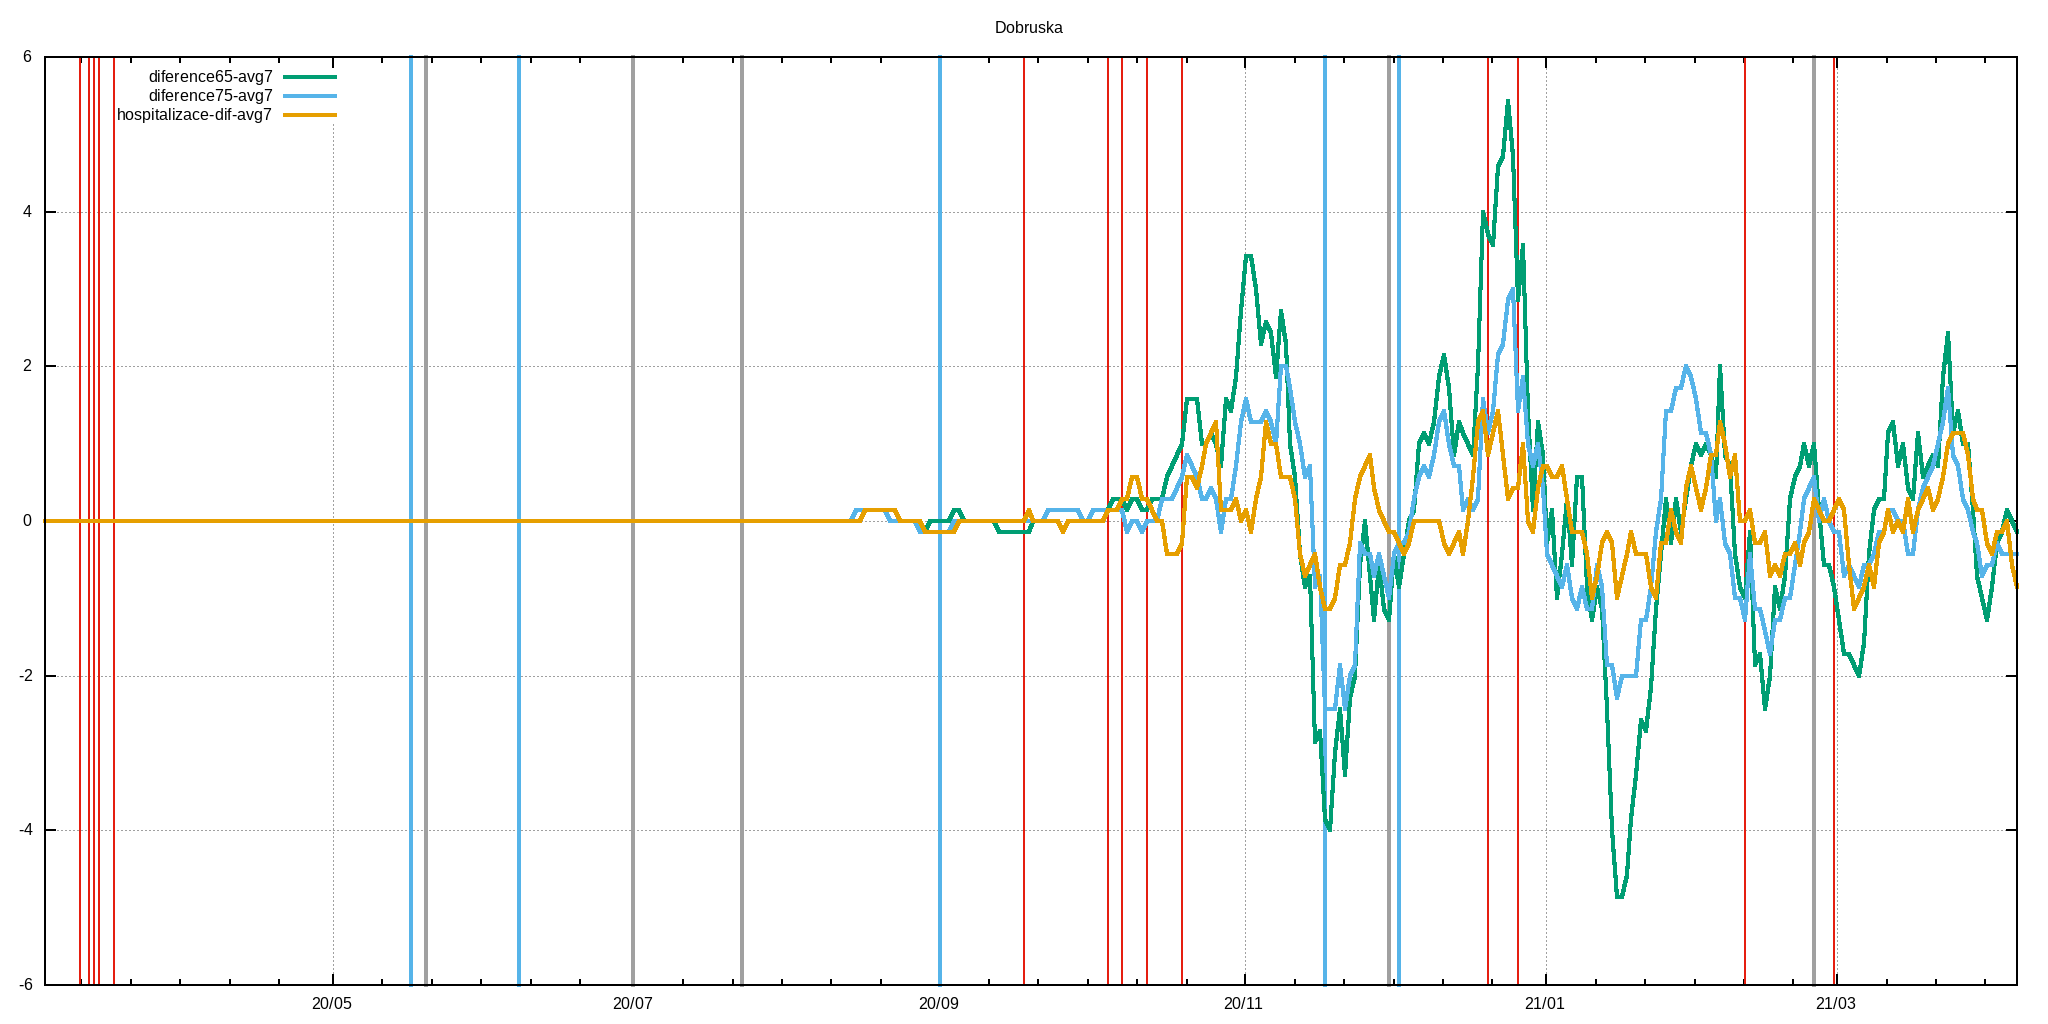 Dobruska
6
diference65-avg7
diference75-avg7
hospitalizace-dif-avg7
4
2
0
-2
-4
-6
20/05 20/07 20/09 20/11 21/01 21/03